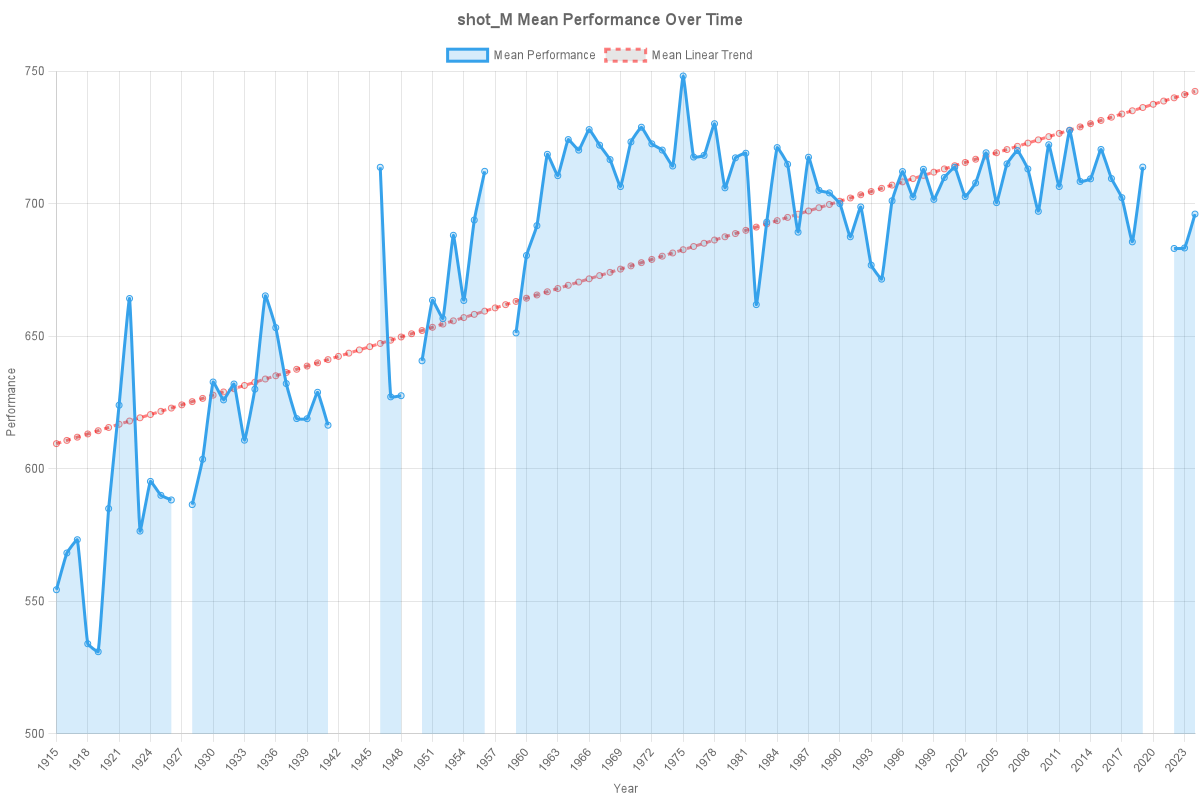 shot_M Mean Performance Over Time
Mean Performance Mean Linear Trend
750
700
650
600
550
500
Performance
1915 1918 1921 1924 1927 1930 1933 1936 1939 1942 1945 1948 1951 1954 1957 1960 1963 1966 1969 1972 1975 1978 1981 1984 1987 1990 1993 1996 1999 2002 2005 2008 2011 2014 2017 2020 2023
Year